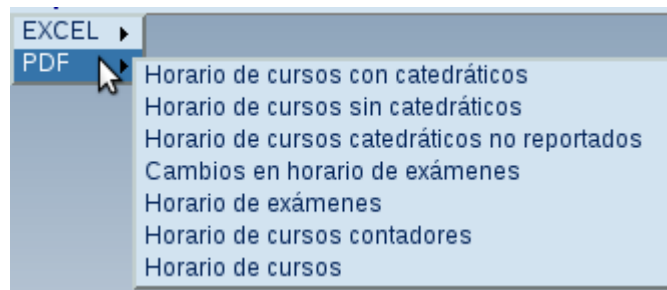 EXCEL
PDF
Horario de cursos con catedráticos
Horario de cursos sin catedráticos
Horario de cursos catedráticos no reportados
Cambios en horario de exámenes
Horario de exámenes
Horario de cursos contadores
Horario de cursos